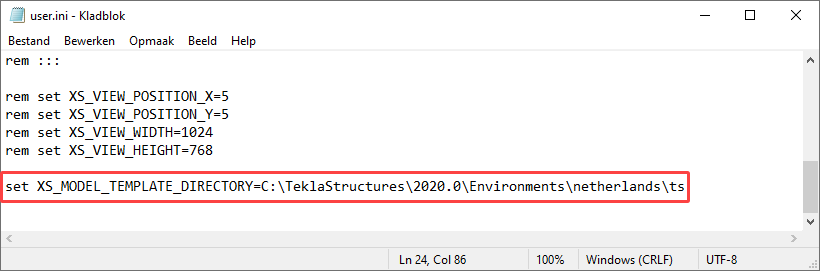 user.ini - Kladblok
Bestand Bewerken Opmaak Beeld Help
rem :::
rem set XS_VIEW_POSITION_X=5
rem set XS_VIEW_POSITION_Y=5
rem set XS_VIEW_WIDTH=1024
rem set XS_VIEW_HEIGHT=768
set XS_MODEL_TEMPLATE_DIRECTORY=C:\TeklaStructures\2020.0\Environments\netherlands\ts
Ln 24, Col 86 100% Windows (CRLF) UTF-8